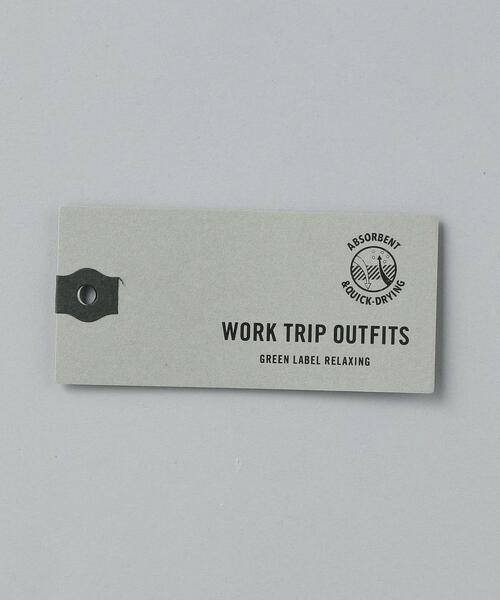 ABSORBENT
&QUICK-DRYING
WORK TRIP OUTFITS
GREEN LABEL RELAXING